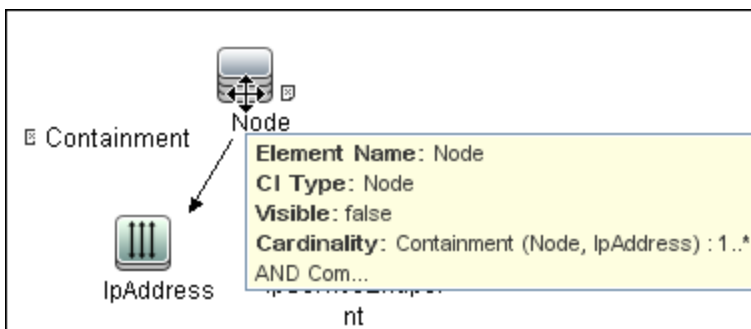 Containment
Node
Element Name: Node
CI Type: Node
Visible: false
Cardinality: Containment (Node, IpAddress) : 1..*
AND Com...
IpAddress
nt